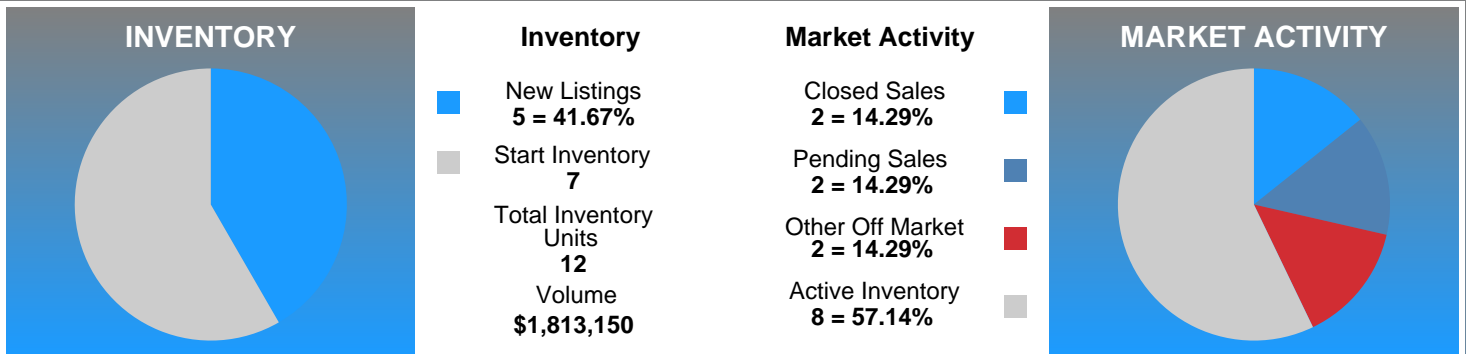 INVENTORY
Inventory
New Listings
5 = 41.67%
Start Inventory
7
Total Inventory
Units
12
Volume
$1,813,150
Market Activity
Closed Sales
2 = 14.29%
Pending Sales
2 = 14.29%
Other Off Market
2 = 14.29%
Active Inventory
8 = 57.14%
MARKET ACTIVITY